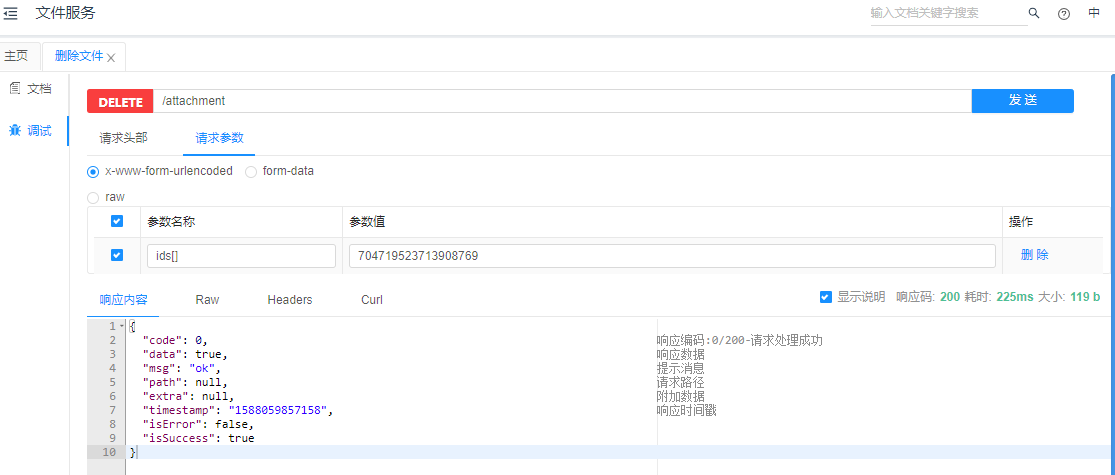 文件服务 输入文档关键字搜索 中
主页 删除文件
文档
调试
DELETE /attachment 发送
请求头部 请求参数
x-www-form-urlencoded form-data
raw
参数名称 参数值 操作
ids[] 704719523713908769 删除
响应内容 Raw Headers Curl 显示说明 响应码: 200 耗时: 225ms 大小: 119 b
1 {
2 "code": 0, 响应编码:0/200-请求处理成功
3 "data": true, 响应数据
4 "msg": "ok", 提示消息
5 "path": null, 请求路径
6 "extra": null, 附加数据
7 "timestamp": "1588059857158", 响应时间戳
8 "isError": false,
9 "isSuccess": true
10 }